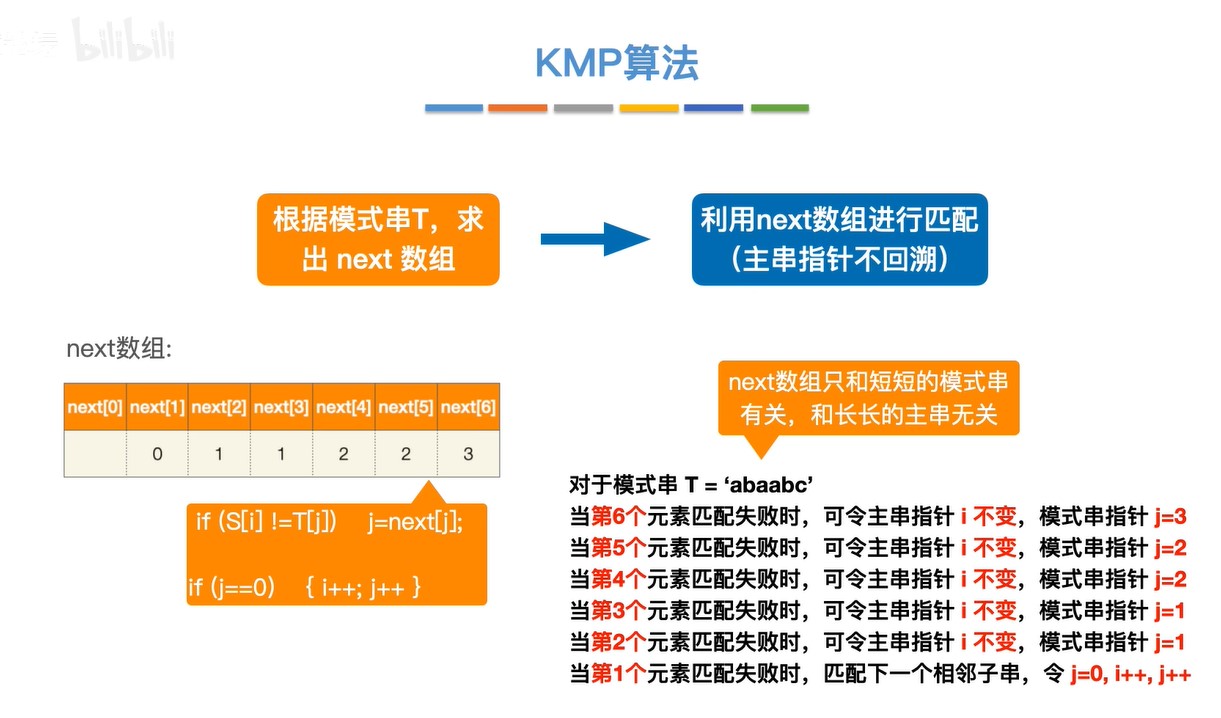 bilibili
KMP算法
根据模式串T，求
出 next 数组
利用next数组进行匹配
（主串指针不回溯）
next数组:
next[0] next[1] next[2] next[3] next[4] next[5] next[6]
0 1 1 2 2 3
if (S[i] !=T[j]) j=next[j];
if (j==0) { i++; j++ }
next数组只和短短的模式串
有关，和长长的主串无关
对于模式串 T = ‘abaabc’
当第6个元素匹配失败时，可令主串指针 i 不变，模式串指针 j=3
当第5个元素匹配失败时，可令主串指针 i 不变，模式串指针 j=2
当第4个元素匹配失败时，可令主串指针 i 不变，模式串指针 j=2
当第3个元素匹配失败时，可令主串指针 i 不变，模式串指针 j=1
当第2个元素匹配失败时，可令主串指针 i 不变，模式串指针 j=1
当第1个元素匹配失败时，匹配下一个相邻子串，令 j=0, i++, j++